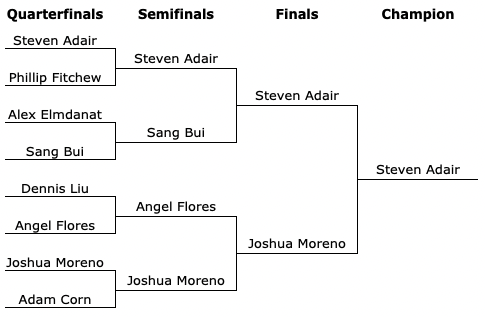 Quarterfinals Semifinals Finals Champion
Steven Adair
Phillip Fitchew
Alex Elmdanat
Sang Bui
Dennis Liu
Angel Flores
Joshua Moreno
Adam Corn
Steven Adair
Sang Bui
Angel Flores
Joshua Moreno
Steven Adair
Joshua Moreno
Steven Adair